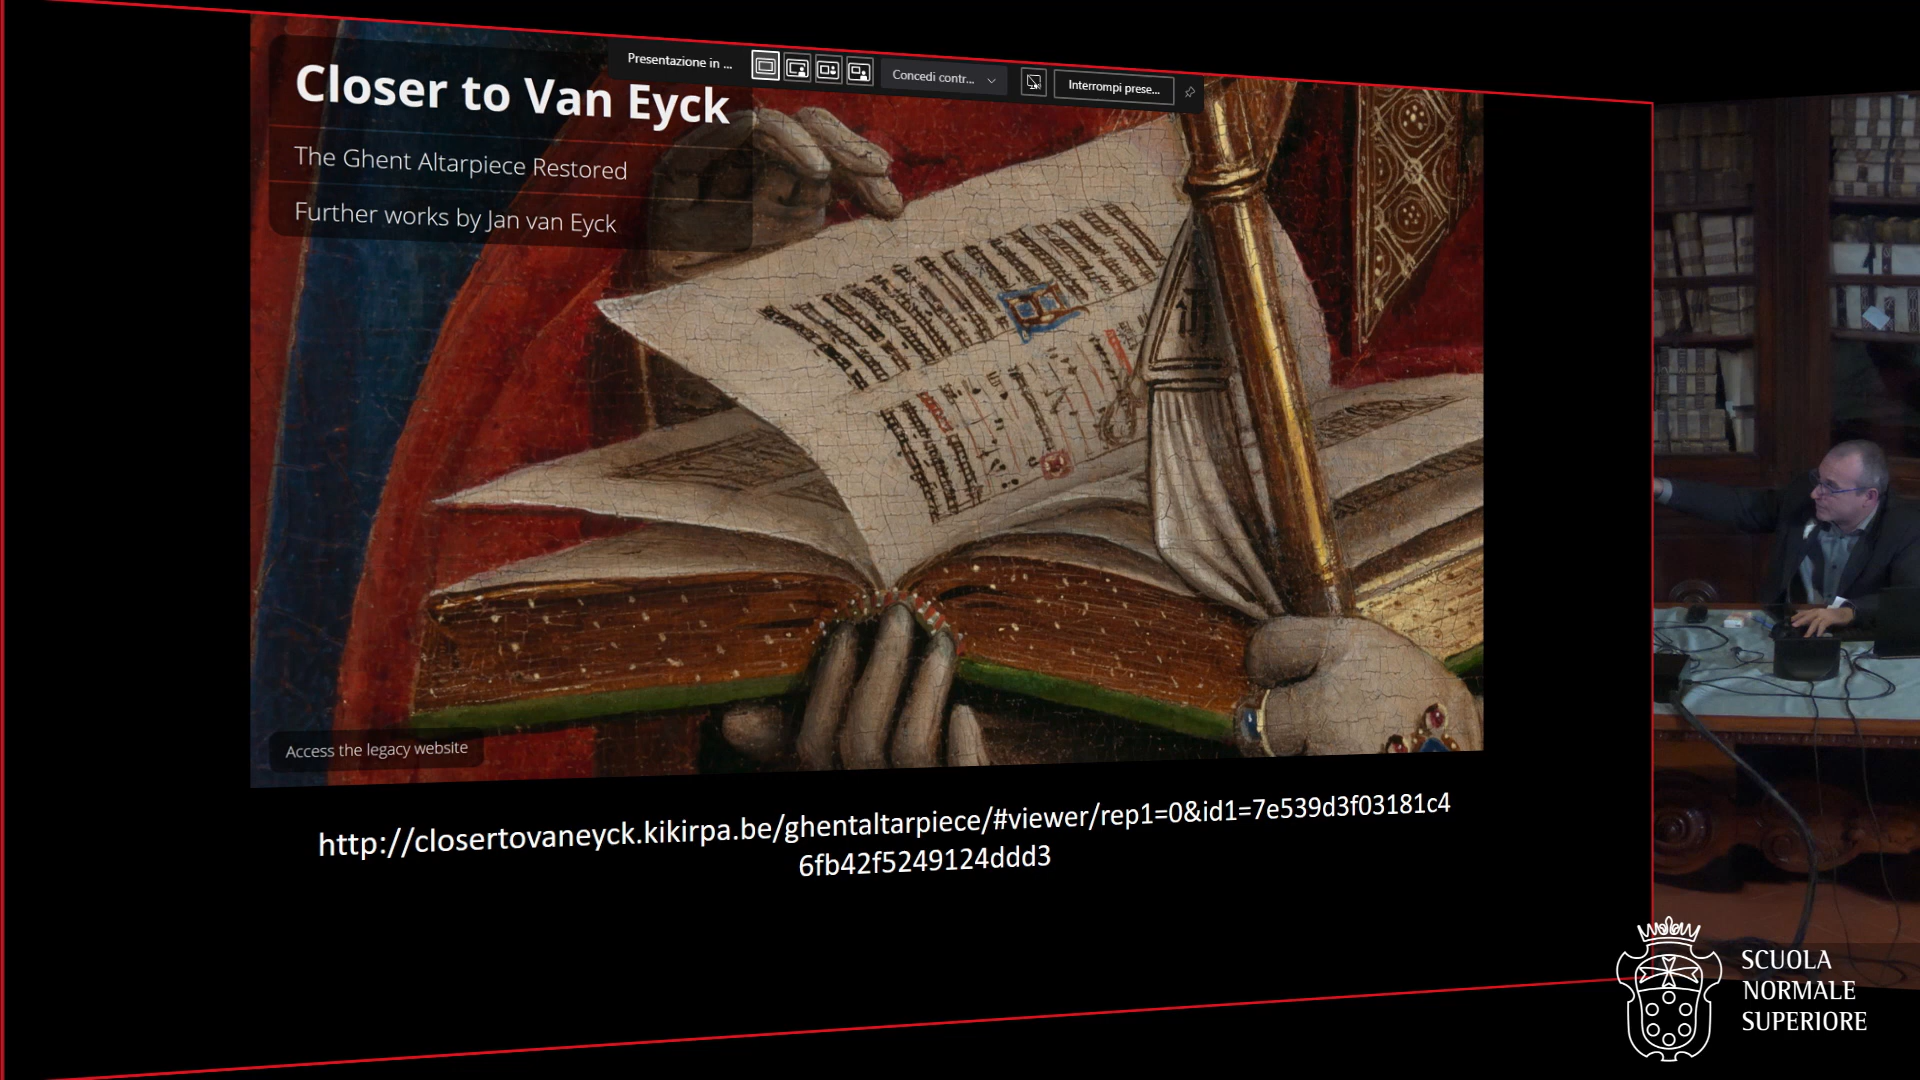 Closer to Van Eyck
Presentazione in ...
Concedi contr...
Interrompi prese...
The Ghent Altarpiece Restored
Further works by Jan van Eyck
Access the legacy website
http://closertovaneyck.kikirpa.be/ghentaltarpiece/#viewer/rep1=0&id1=7e539d3f03181c4
6fb42f5249124ddd3
SCUOLA
NORMALE
SUPERIORE